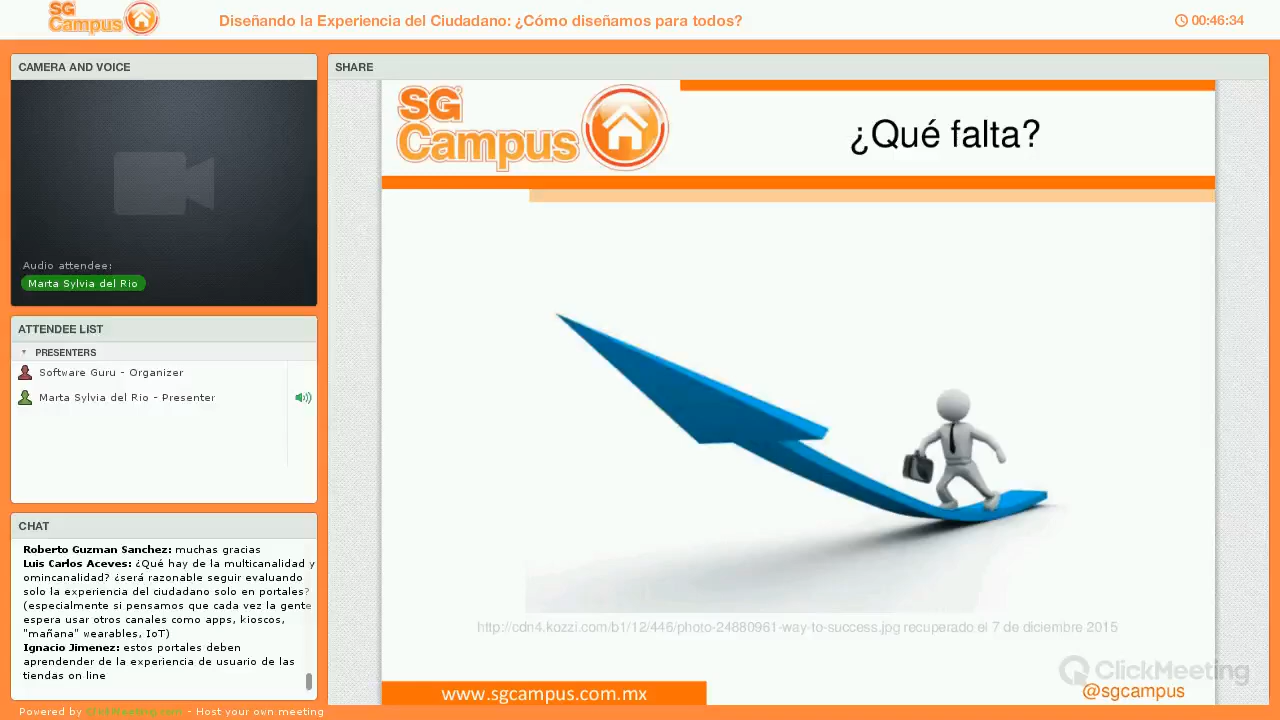 SG Campus
Diseñando la Experiencia del Ciudadano: ¿Cómo diseñamos para todos?
00:46:34
CAMERA AND VOICE
Audio attendee:
Marta Sylvia del Rio
ATTENDEE LIST
PRESENTERS
Software Guru - Organizer
Marta Sylvia del Rio - Presenter
CHAT
Roberto Guzman Sanchez: muchas gracias
Luis Carlos Aceves: ¿Qué hay de la multicanalidad y
omincanalidad? ¿será razonable seguir evaluando
solo la experiencia del ciudadano solo en portales?
(especialmente si pensamos que cada vez la gente
espera usar otros canales como apps, kioscos,
"mañana" wearables, IoT)
Ignacio Jimenez: estos portales deben
aprendender de la experiencia de usuario de las
tiendas on line
Powered by ClickMeeting.com - Host your own meeting
SHARE
SG
Campus
¿Qué falta?
http://cdn4.kozzi.com/b1/12/446/photo-24880961-way-to-success.jpg recuperado el 7 de diciembre 2015
ClickMeeting
www.sgcampus.com.mx
@sgcampus